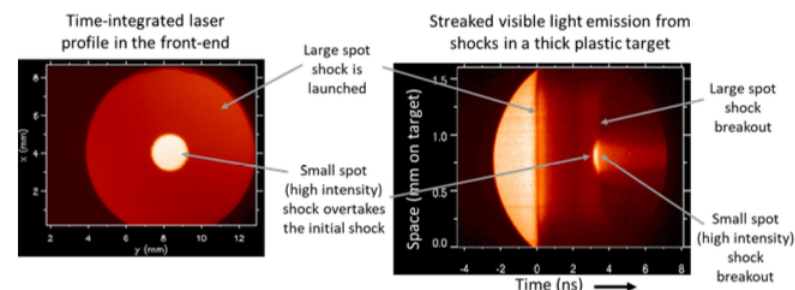 Time-integrated laser
profile in the front-end
Streaked visible light emission from
shocks in a thick plastic target
Large spot
shock is
launched
Small spot
(high intensity)
shock overtakes
the initial shock
Large spot
shock
breakout
Small spot
(high intensity)
shock
breakout
x (mm)
8
6
4
2
2 4 6 8 10 12
y (mm)
Space (mm on target)
1.5
1.0
0.5
0.0
-4 -2 0 2 4 6 8
Time (ns)